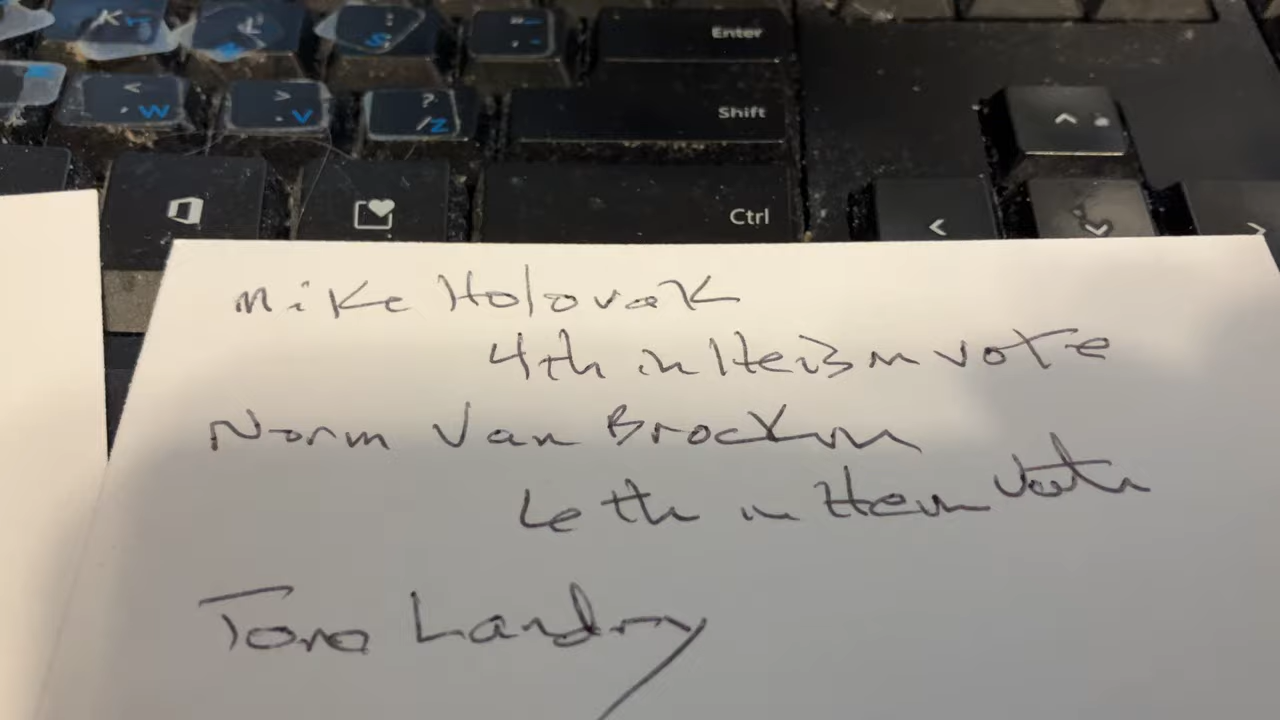 K
:
;
S
"
'
Enter
<
, W
>
. V
?
/ Z
Shift
^
Ctrl
<
>
Mike Holovak
4th in Heism vote
Norm Van Brocklin
6th in Heism vote
Tom Landry